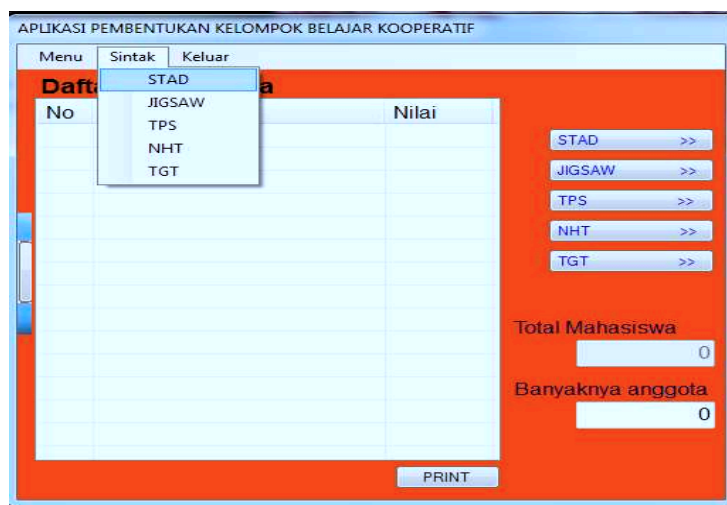 APLIKASI PEMBENTUKAN KELOMPOK BELAJAR KOOPERATIF
Menu Sintak Keluar
STAD
JIGSAW
TPS
NHT
TGT
No Nilai
STAD >>
JIGSAW >>
TPS >>
NHT >>
TGT >>
Total Mahasiswa
0
Banyaknya anggota
0
PRINT